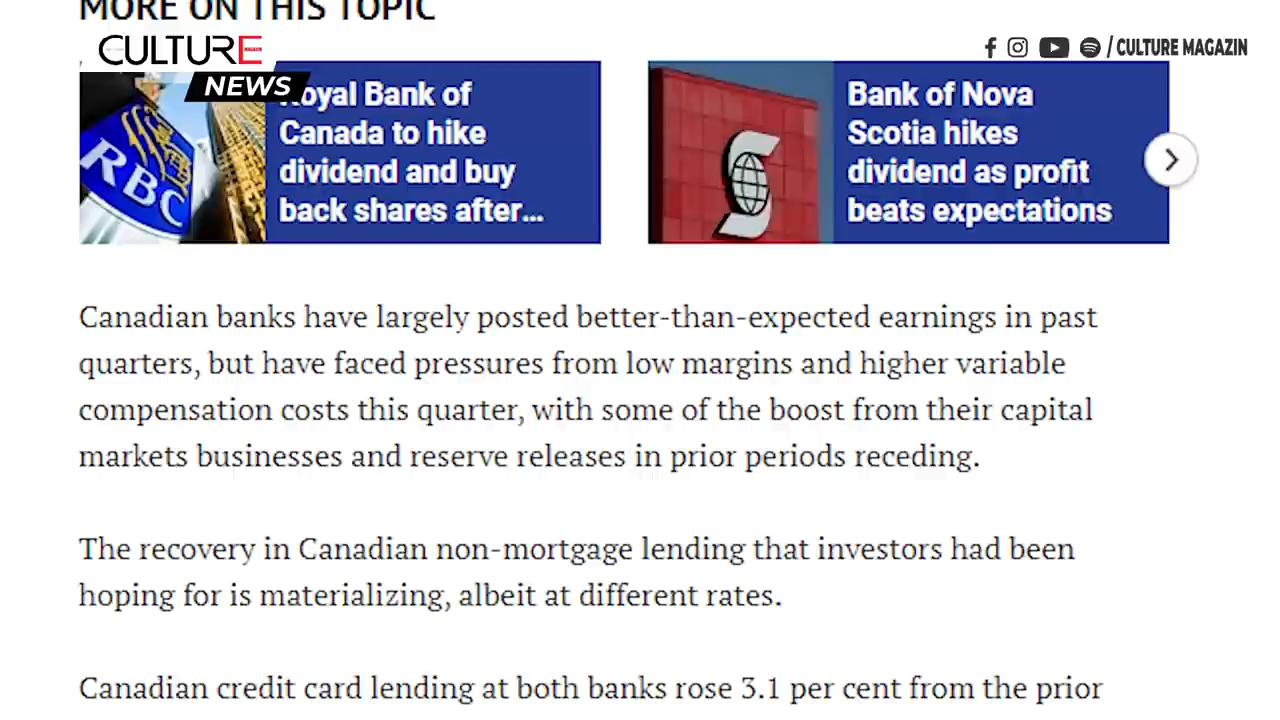 MORE ON THIS TOPIC
CULTURE
NEWS
/ CULTURE MAGAZIN
RBC
Royal Bank of
Canada to hike
dividend and buy
back shares after...
Bank of Nova
Scotia hikes
dividend as profit
beats expectations
Canadian banks have largely posted better-than-expected earnings in past
quarters, but have faced pressures from low margins and higher variable
compensation costs this quarter, with some of the boost from their capital
markets businesses and reserve releases in prior periods receding.
The recovery in Canadian non-mortgage lending that investors had been
hoping for is materializing, albeit at different rates.
Canadian credit card lending at both banks rose 3.1 per cent from the prior